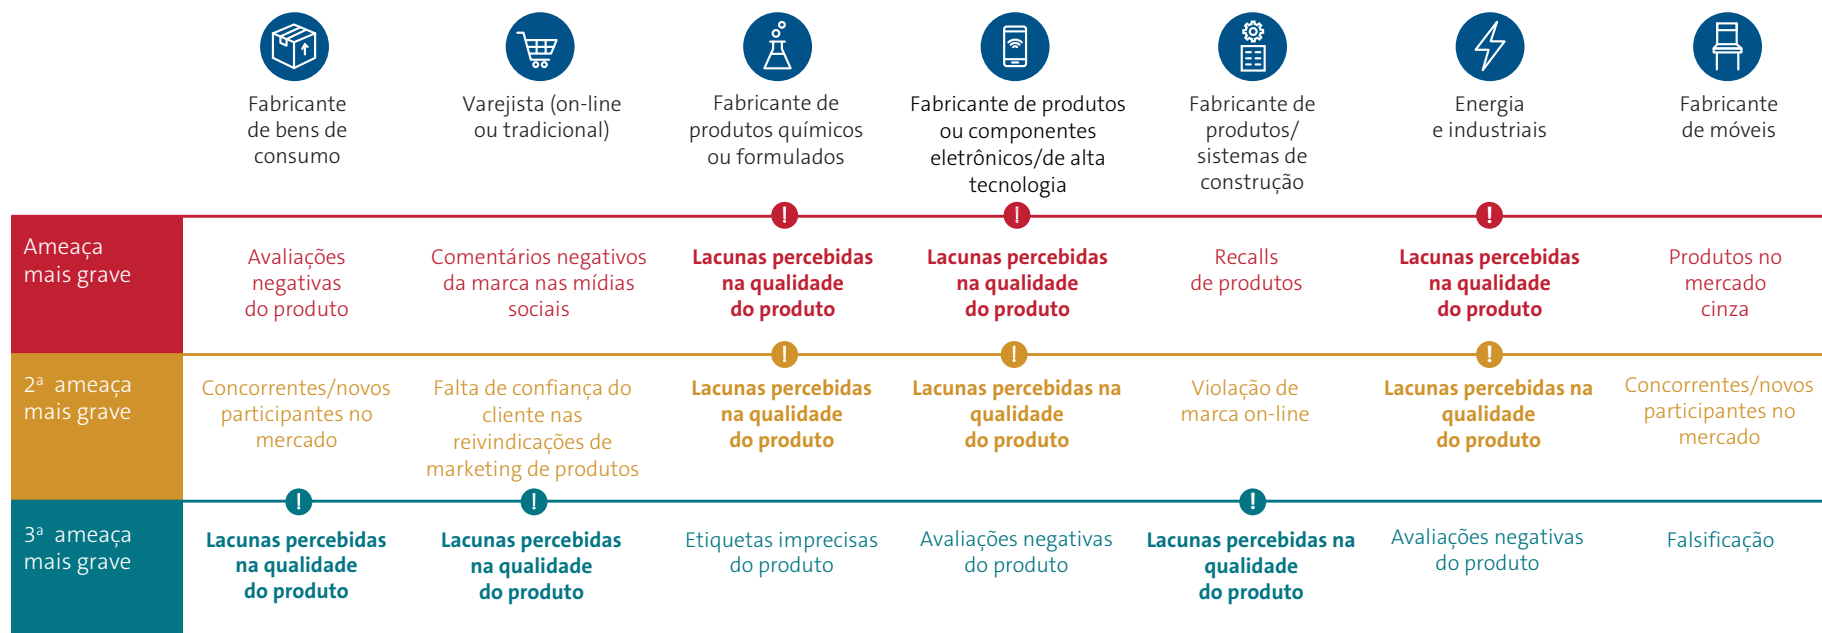 Fabricante
de bens de
consumo
Varejista (on-line
ou tradicional)
Fabricante de
produtos químicos
ou formulados
Fabricante de produtos
ou componentes
eletrônicos/de alta
tecnologia
Fabricante de
produtos/
sistemas de
construção
Energia
e industriais
Fabricante
de móveis
Ameaça
mais grave
Avaliações
negativas
do produto
Comentários negativos
da marca nas mídias
sociais
!
Lacunas percebidas
na qualidade
do produto
!
Lacunas percebidas
na qualidade
do produto
Recalls
de produtos
!
Lacunas percebidas
na qualidade
do produto
Produtos no
mercado
cinza
2ª ameaça
mais grave
Concorrentes/novos
participantes no
mercado
Falta de confiança do
cliente nas
reivindicações de
marketing de produtos
!
Lacunas percebidas
na qualidade
do produto
!
Lacunas percebidas na
qualidade
do produto
Violação de
marca on-line
!
Lacunas percebidas na
qualidade
do produto
Concorrentes/novos
participantes no
mercado
3ª ameaça
mais grave
!
Lacunas percebidas
na qualidade
do produto
!
Lacunas percebidas
na qualidade
do produto
Etiquetas imprecisas
do produto
Avaliações negativas
do produto
!
Lacunas percebidas na
qualidade
do produto
Avaliações negativas
do produto
Falsificação